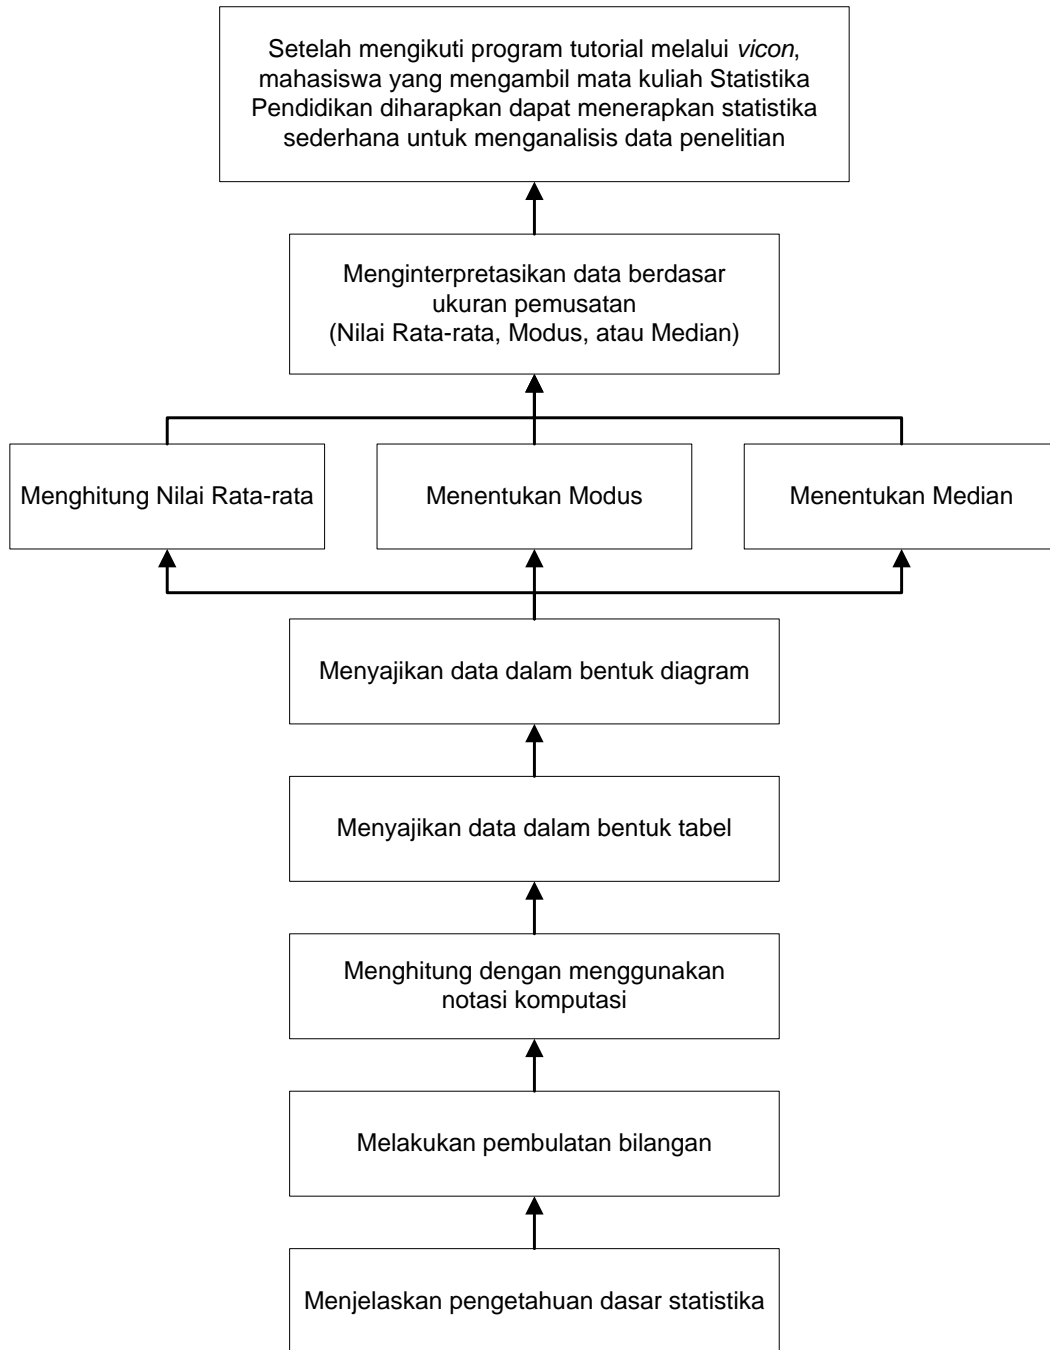 Setelah mengikuti program tutorial melalui vicon,
mahasiswa yang mengambil mata kuliah Statistika
Pendidikan diharapkan dapat menerapkan statistika
sederhana untuk menganalisis data penelitian
Menginterpretasikan data berdasar
ukuran pemusatan
(Nilai Rata-rata, Modus, atau Median)
Menghitung Nilai Rata-rata
Menentukan Modus
Menentukan Median
Menyajikan data dalam bentuk diagram
Menyajikan data dalam bentuk tabel
Menghitung dengan menggunakan
notasi komputasi
Melakukan pembulatan bilangan
Menjelaskan pengetahuan dasar statistika